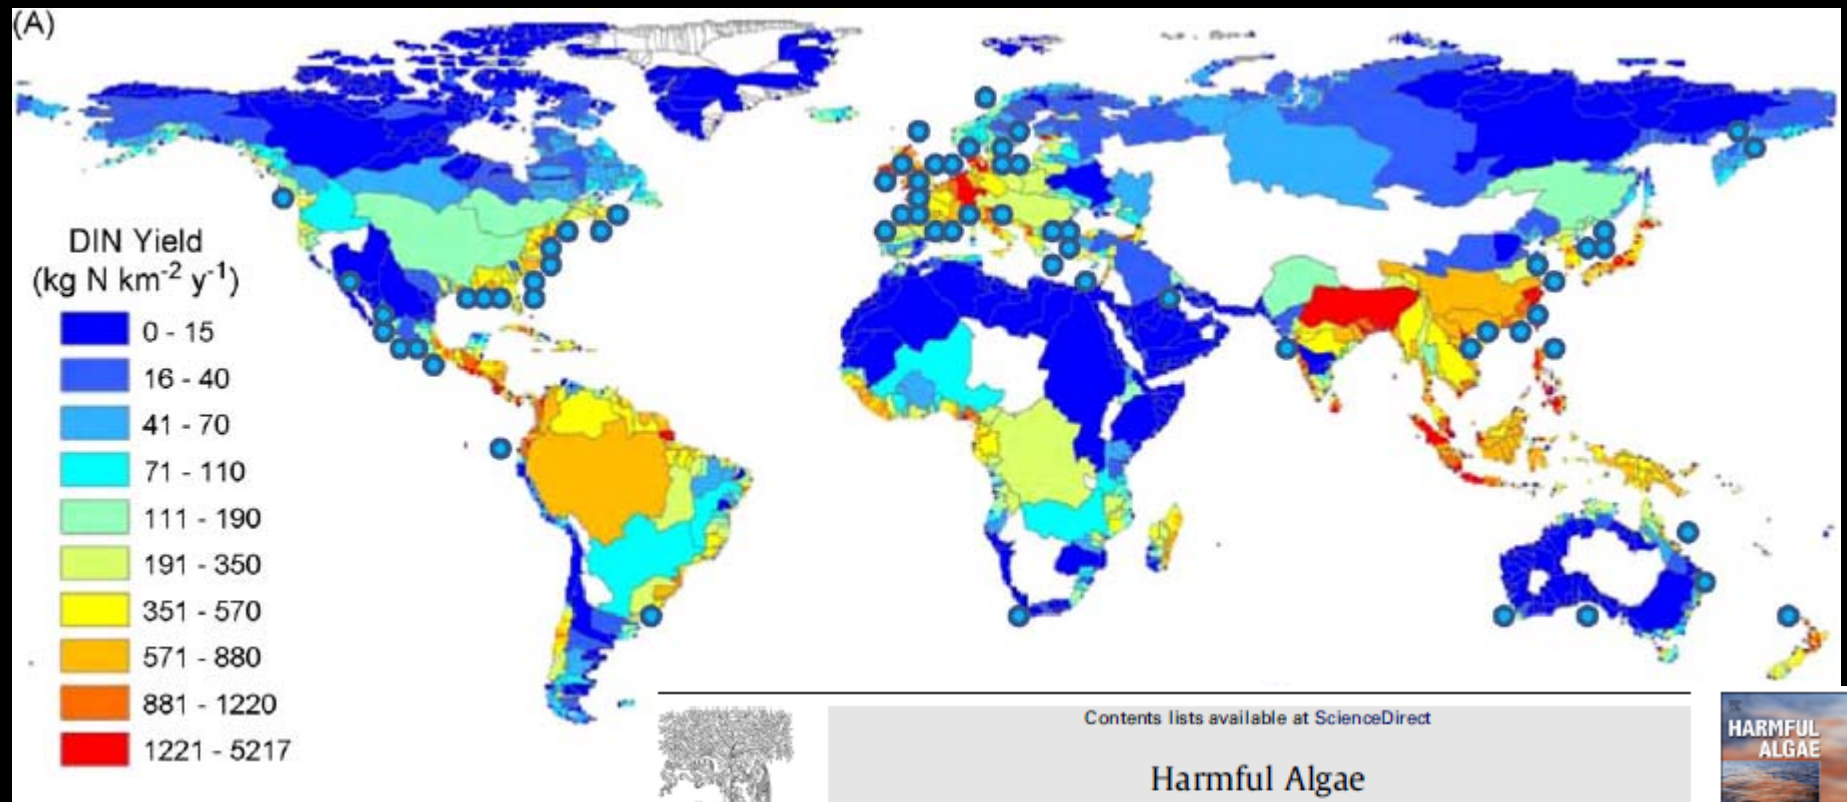 (A)
DIN Yield
(kg N km-2 y-1)
0 - 15
16 - 40
41 - 70
71 - 110
111 - 190
191 - 350
351 - 570
571 - 880
881 - 1220
1221 - 5217
Contents lists available at ScienceDirect
Harmful Algae
HARMFUL
ALGAE